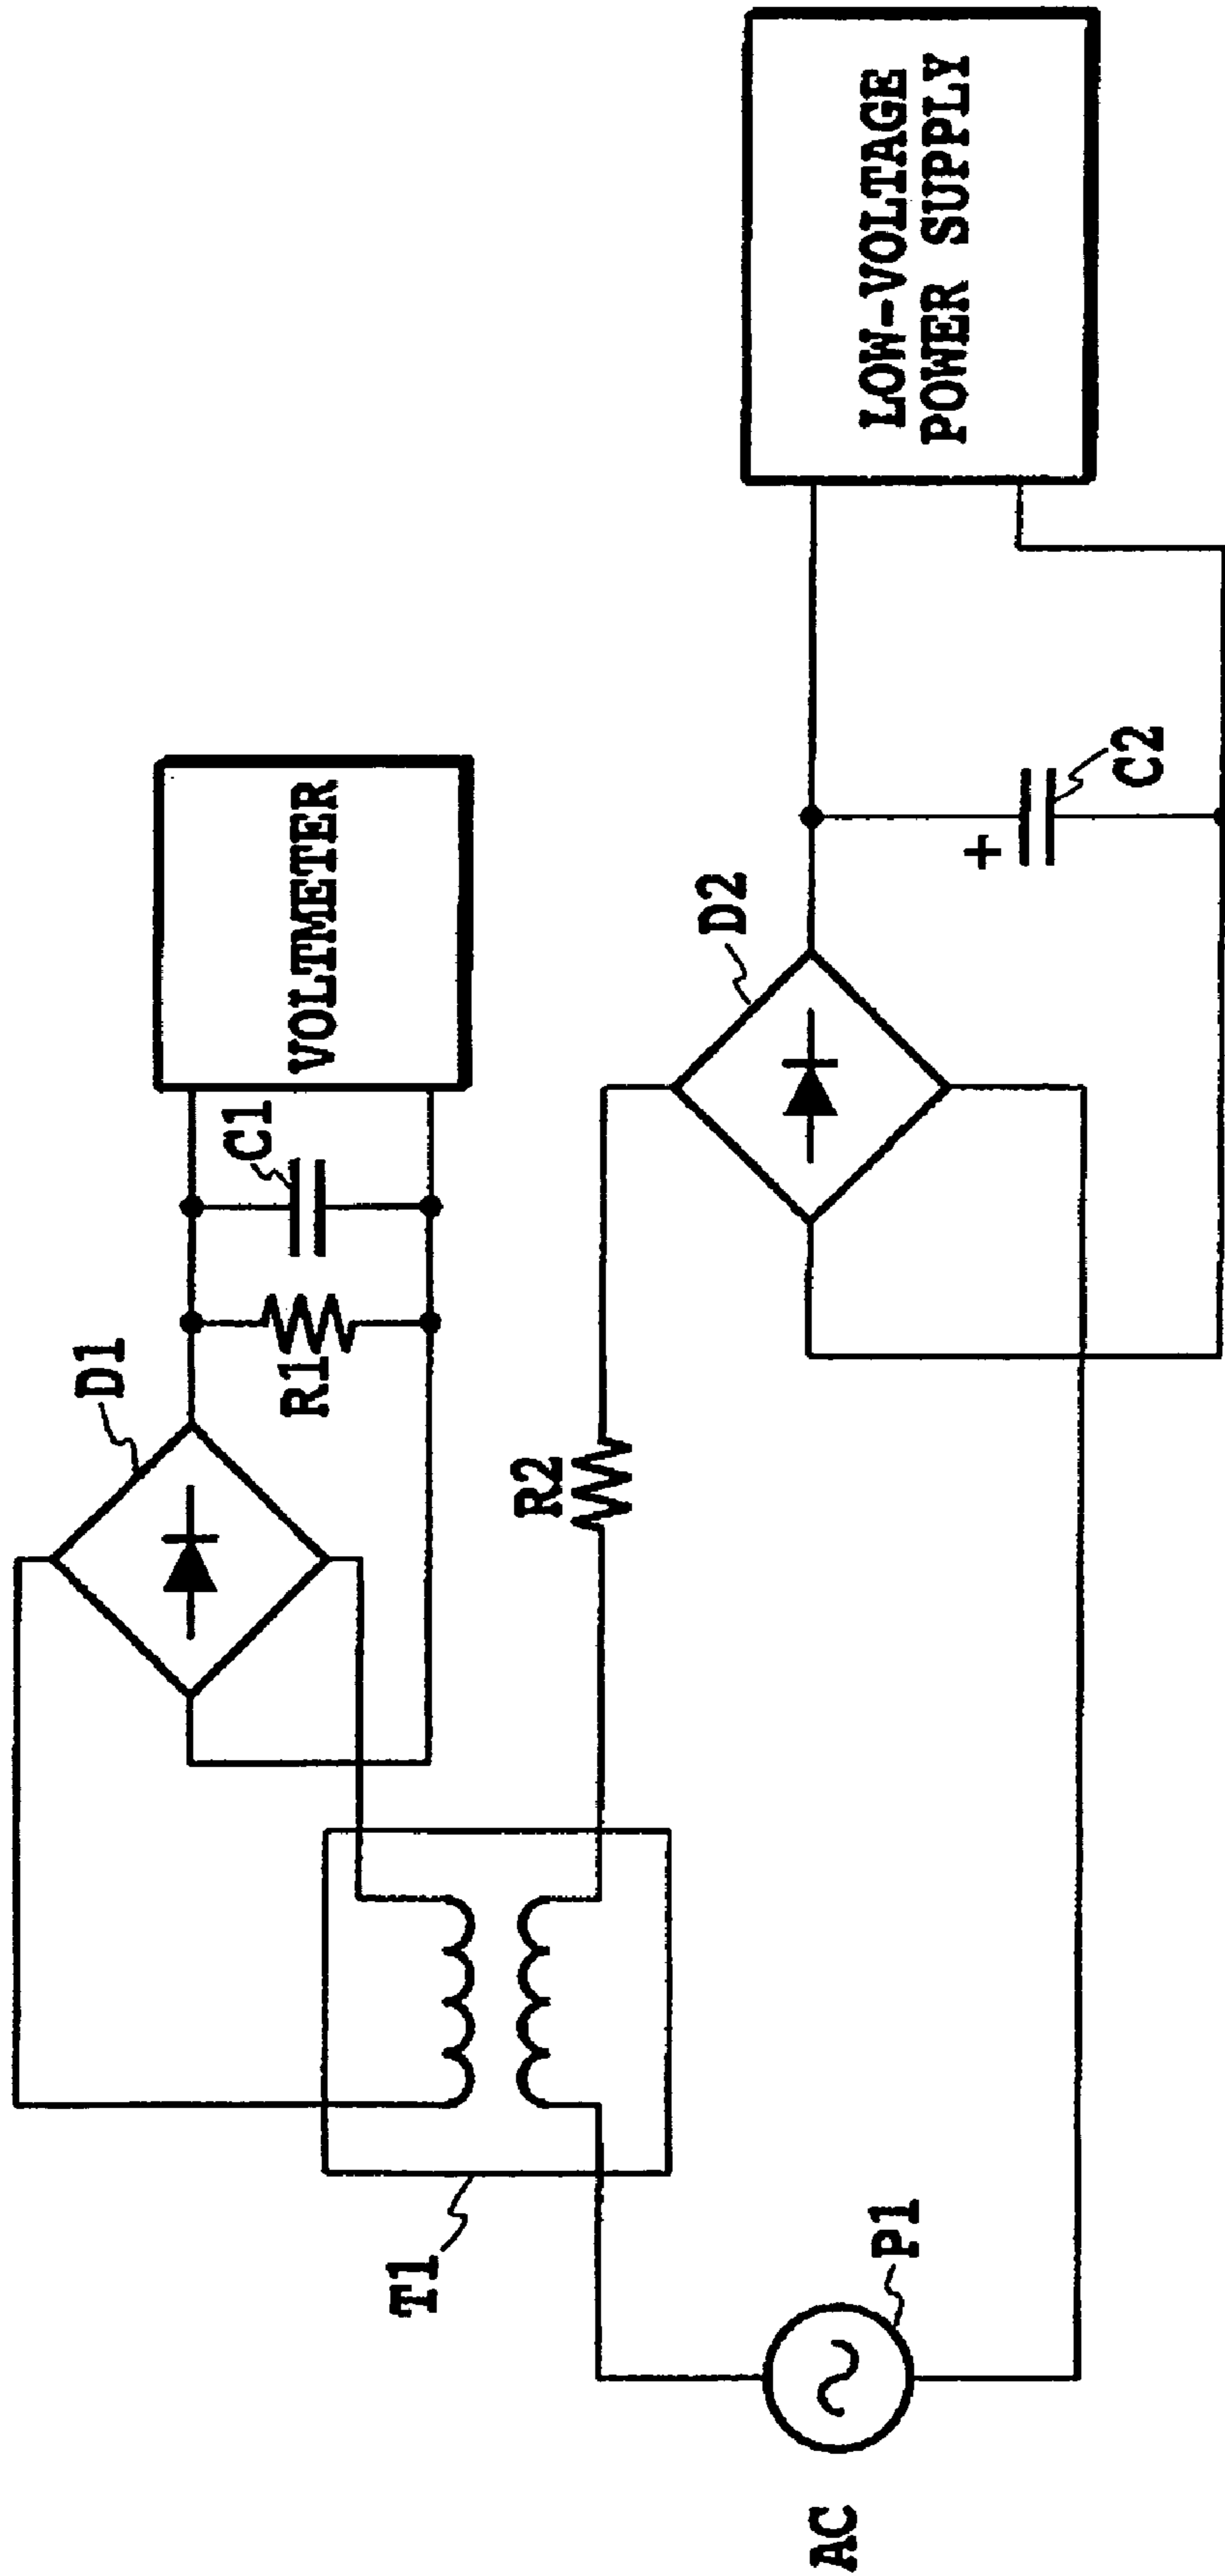 D1
VOLTMETER
C1
R1
T1
R2
D2
LOW-VOLTAGE
POWER SUPPLY
+
C2
P1
AC